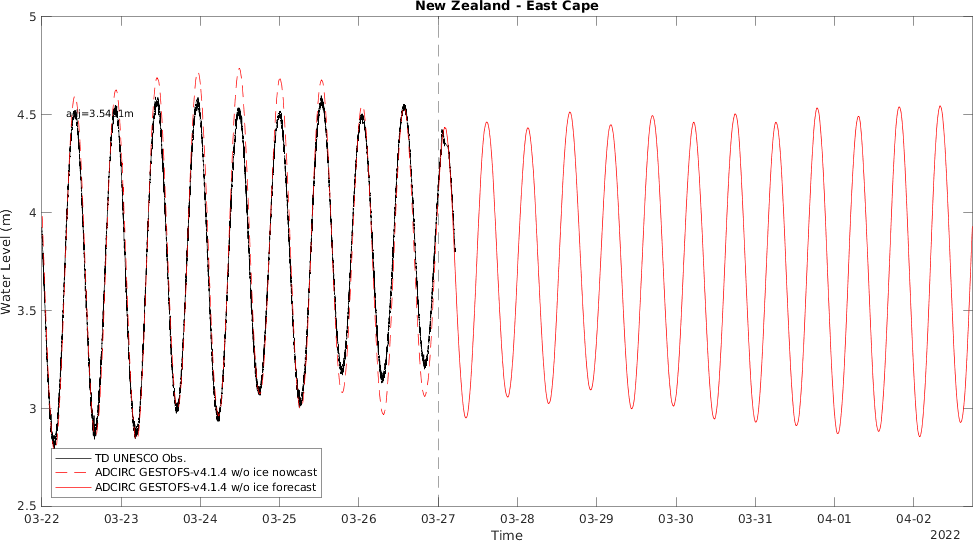 New Zealand - East Cape
Water Level (m)
5
4.5
4
3.5
3
2.5
TD UNESCO Obs.
ADCIRC GESTOFS-v4.1.4 w/o ice nowcast
ADCIRC GESTOFS-v4.1.4 w/o ice forecast
03-22 03-23 03-24 03-25 03-26 03-27 03-28 03-29 03-30 03-31 04-01 04-02
Time
2022